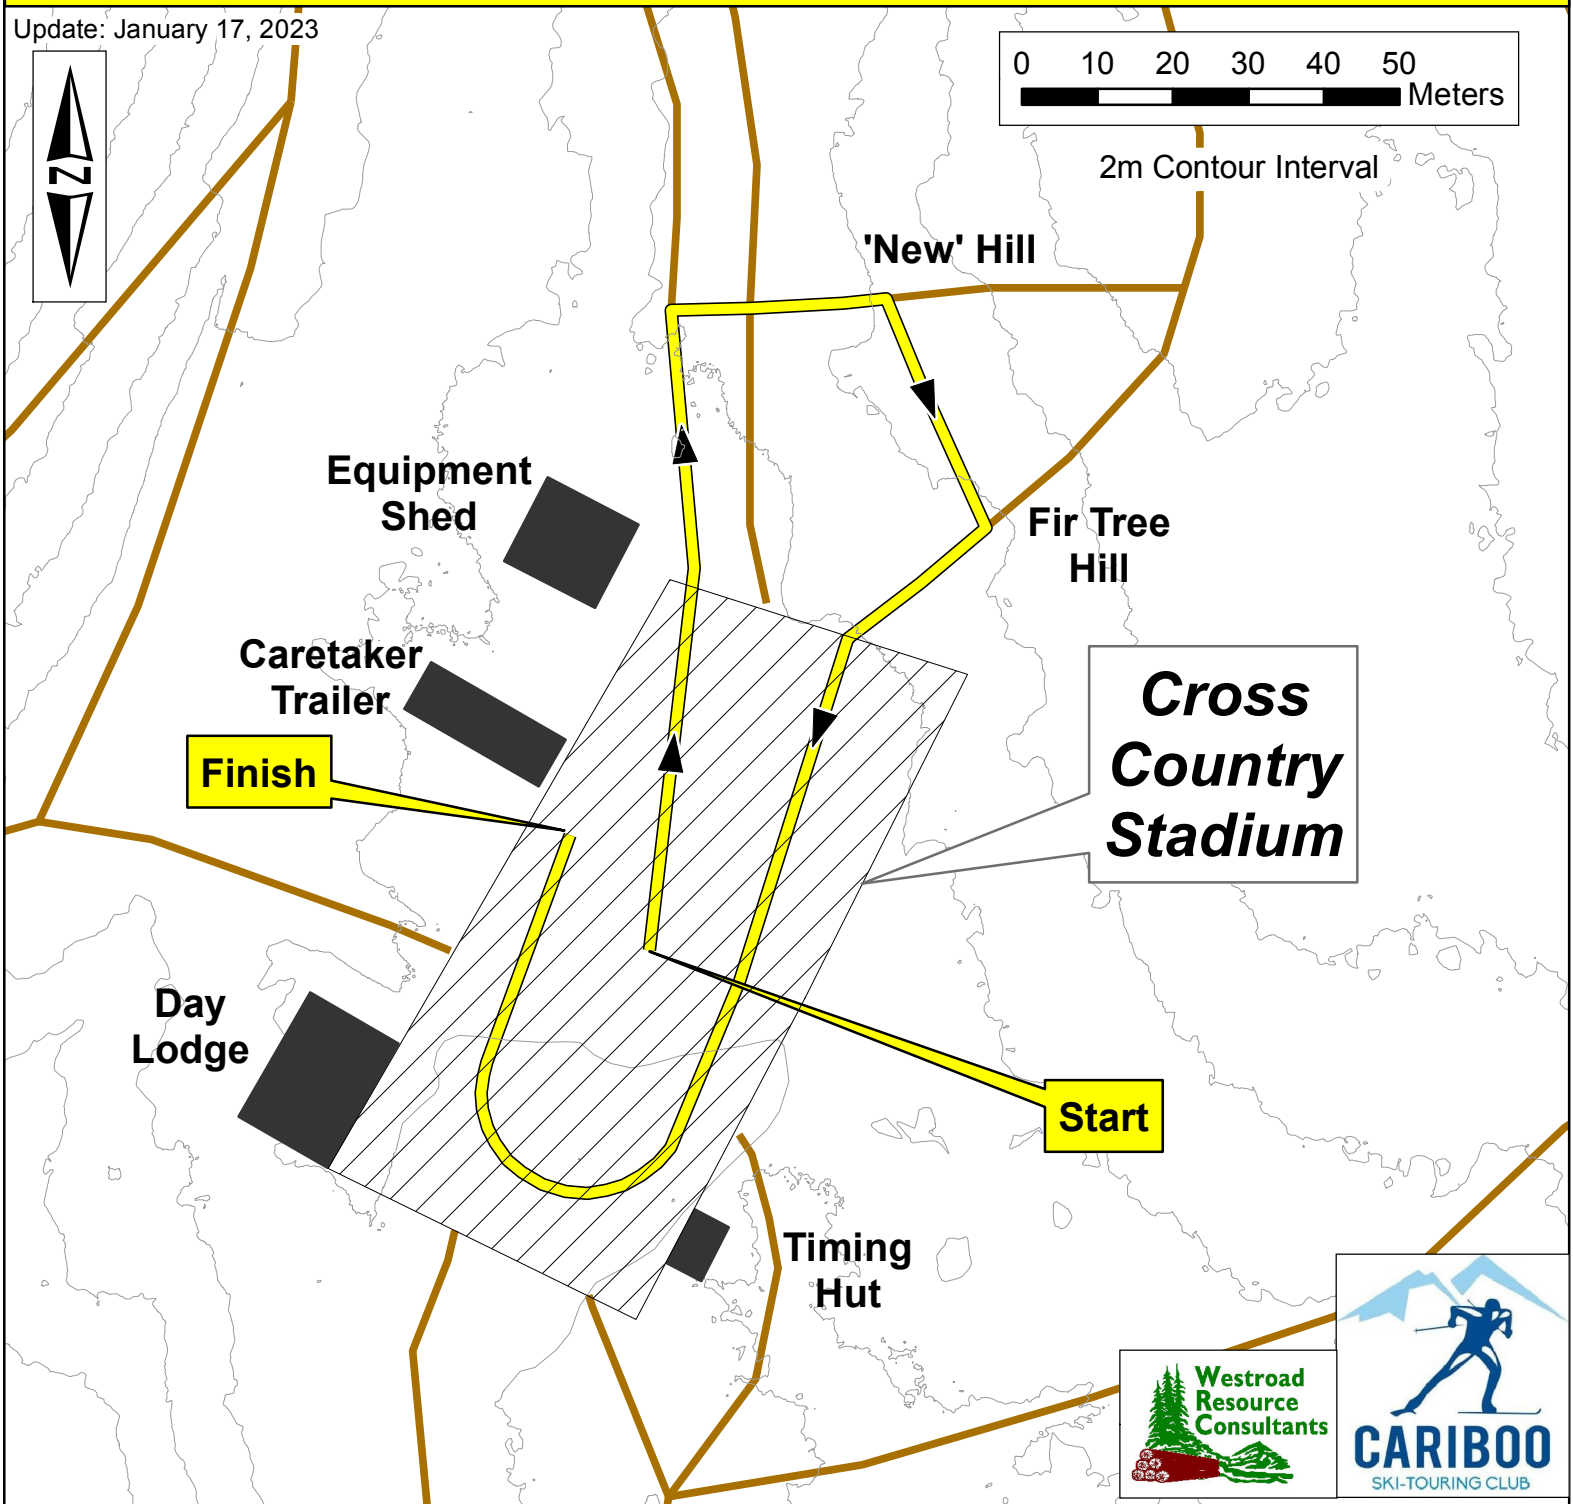 Update: January 17, 2023
N
0 10 20 30 40 50
Meters
2m Contour Interval
'New' Hill
Equipment
Shed
Fir Tree
Hill
Caretaker
Trailer
Cross
Country
Stadium
Finish
Day
Lodge
Start
Timing
Hut
Westroad
Resource
Consultants
CARIBOO
SKI-TOURING CLUB